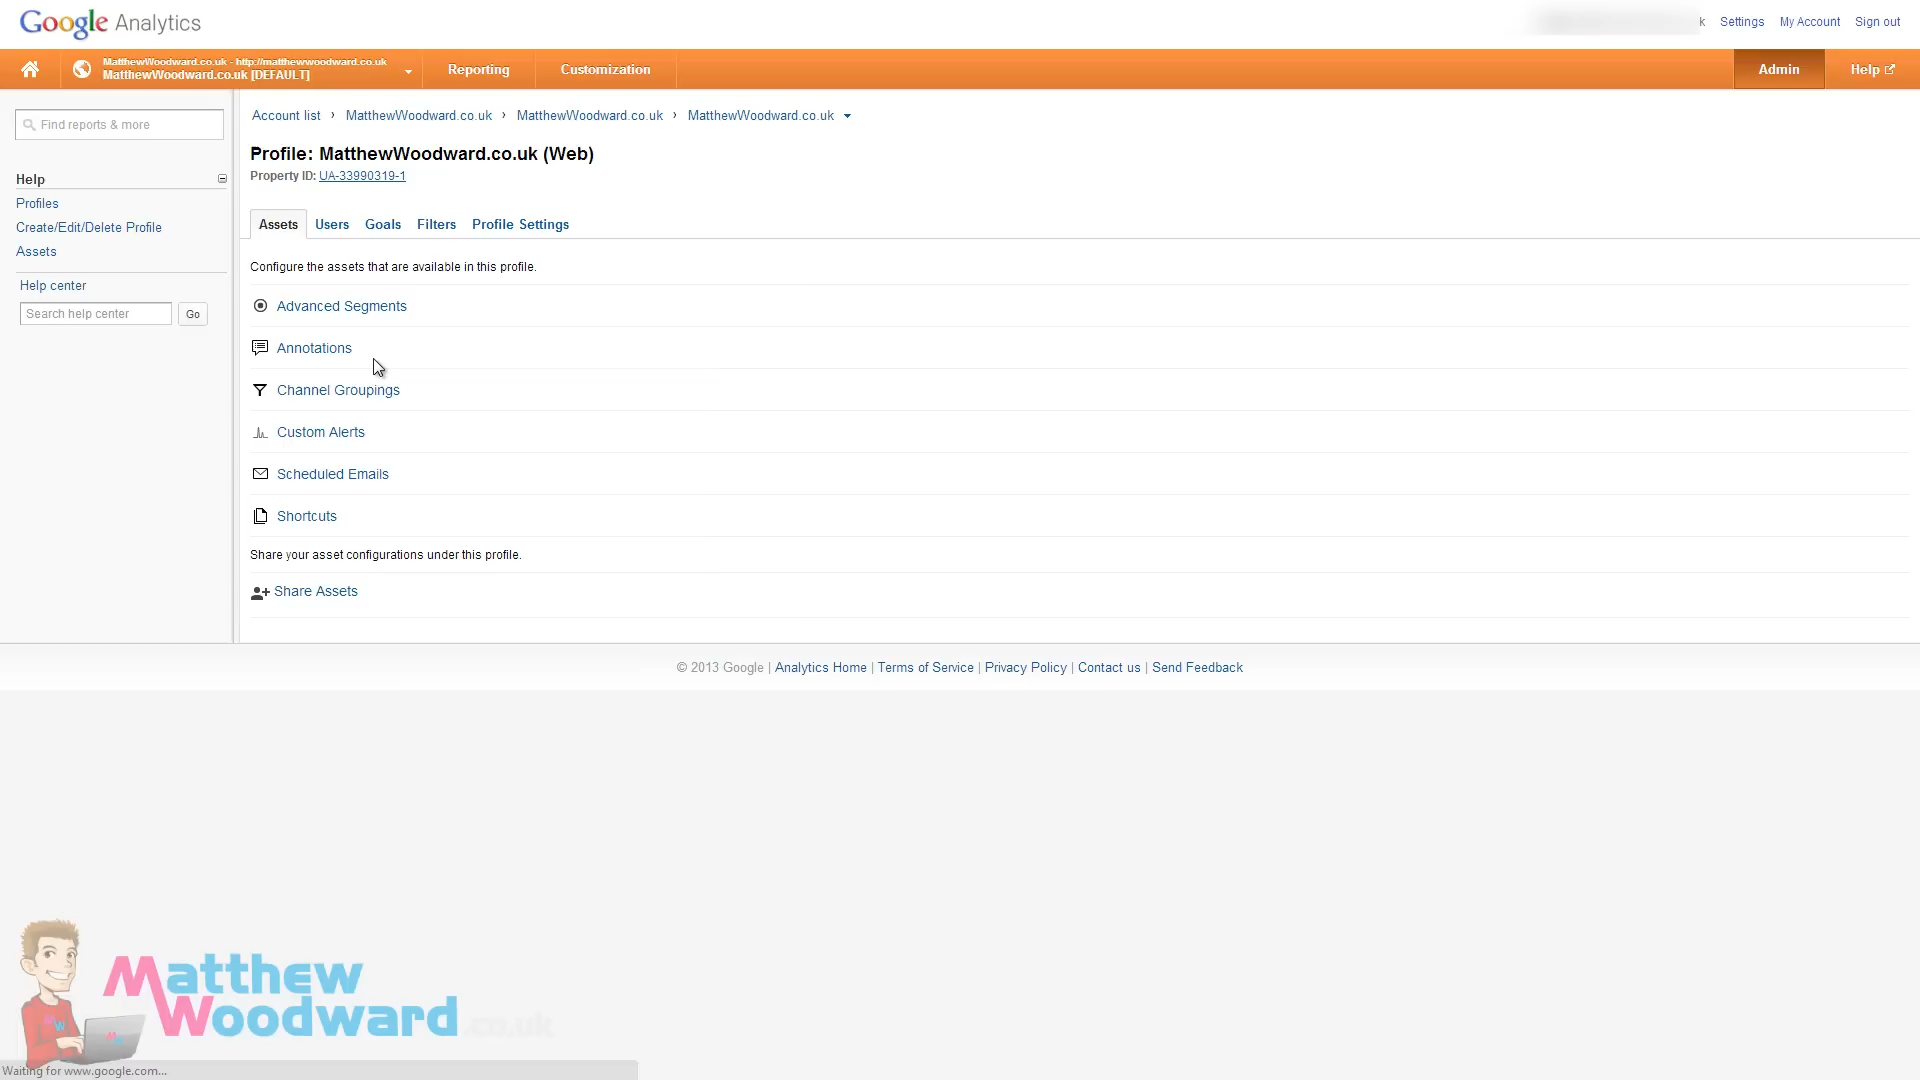 Google Analytics
k Settings My Account Sign out
MatthewWoodward.co.uk - http://matthewwoodward.co.uk
MatthewWoodward.co.uk [DEFAULT]
Reporting
Customization
Admin
Help
Find reports & more
Help
Profiles
Create/Edit/Delete Profile
Assets
Help center
Search help center
Go
Account list › MatthewWoodward.co.uk › MatthewWoodward.co.uk › MatthewWoodward.co.uk
Profile: MatthewWoodward.co.uk (Web)
Property ID: UA-33990319-1
Assets Users Goals Filters Profile Settings
Configure the assets that are available in this profile.
Advanced Segments
Annotations
Channel Groupings
Custom Alerts
Scheduled Emails
Shortcuts
Share your asset configurations under this profile.
Share Assets
© 2013 Google | Analytics Home | Terms of Service | Privacy Policy | Contact us | Send Feedback
Matthew
Woodward.co.uk
MW
MW
Waiting for www.google.com...